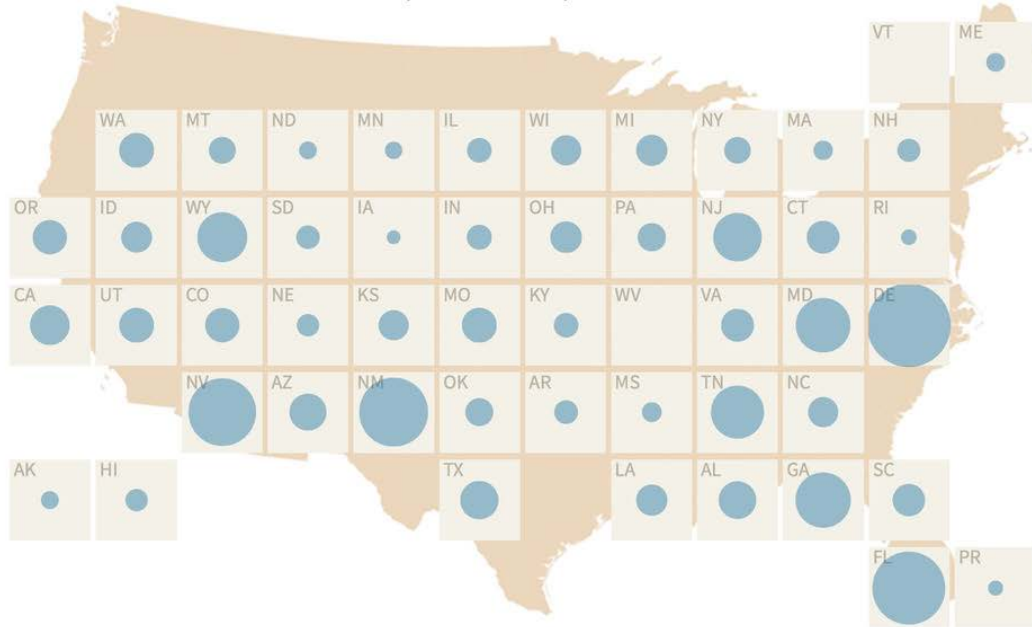 VT ME
WA MT ND MN IL WI MI NY MA NH
OR ID WY SD IA IN OH PA NJ CT RI
CA UT CO NE KS MO KY WV VA MD DE
NV AZ NM OK AR MS TN NC
AK HI TX LA AL GA SC
FL PR